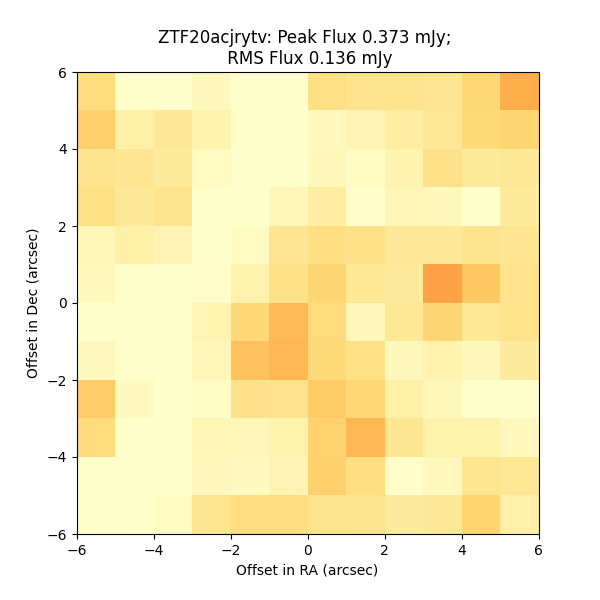 ZTF20acjrytv: Peak Flux 0.373 mJy;
RMS Flux 0.136 mJy
6
4
2
0
−2
−4
−6
Offset in Dec (arcsec)
−6 −4 −2 0 2 4 6
Offset in RA (arcsec)